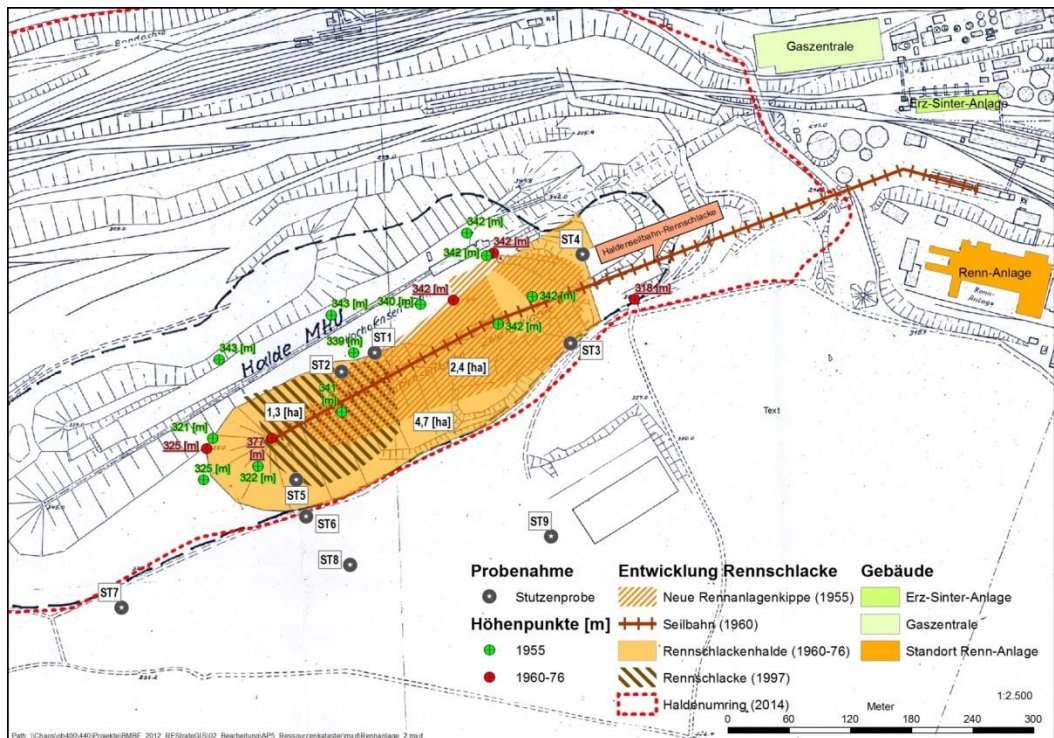 Gaszentrale
Erz-Sinter-Anlage
342 [m]
342 [m]
342 [m]
ST4
Halderseilbahn-Rennschlacke
Renn-Anlage
Renn-
Anlage
343 [m]
340 [m]
342 [m]
342 [m]
318 [m]
342 [m]
343 [m]
Halde MHU
339 [m]
ST1
ST2
ST3
341
[m]
2,4 [ha]
1,3 [ha]
4,7 [ha]
Text
321 [m]
325 [m]
377
[m]
325 [m]
322 [m]
ST5
ST6
ST9
ST8
ST7
Probenahme
Stutzenprobe
Höhenpunkte [m]
1955
1960-76
Entwicklung Rennschlacke
Neue Rennanlagenkippe (1955)
Seilbahn (1960)
Rennschlackenhalde (1960-76)
Rennschlacke (1997)
Haldenumring (2014)
Gebäude
Erz-Sinter-Anlage
Gaszentrale
Standort Renn-Anlage
1:2.500
Meter
0 60 120 180 240 300